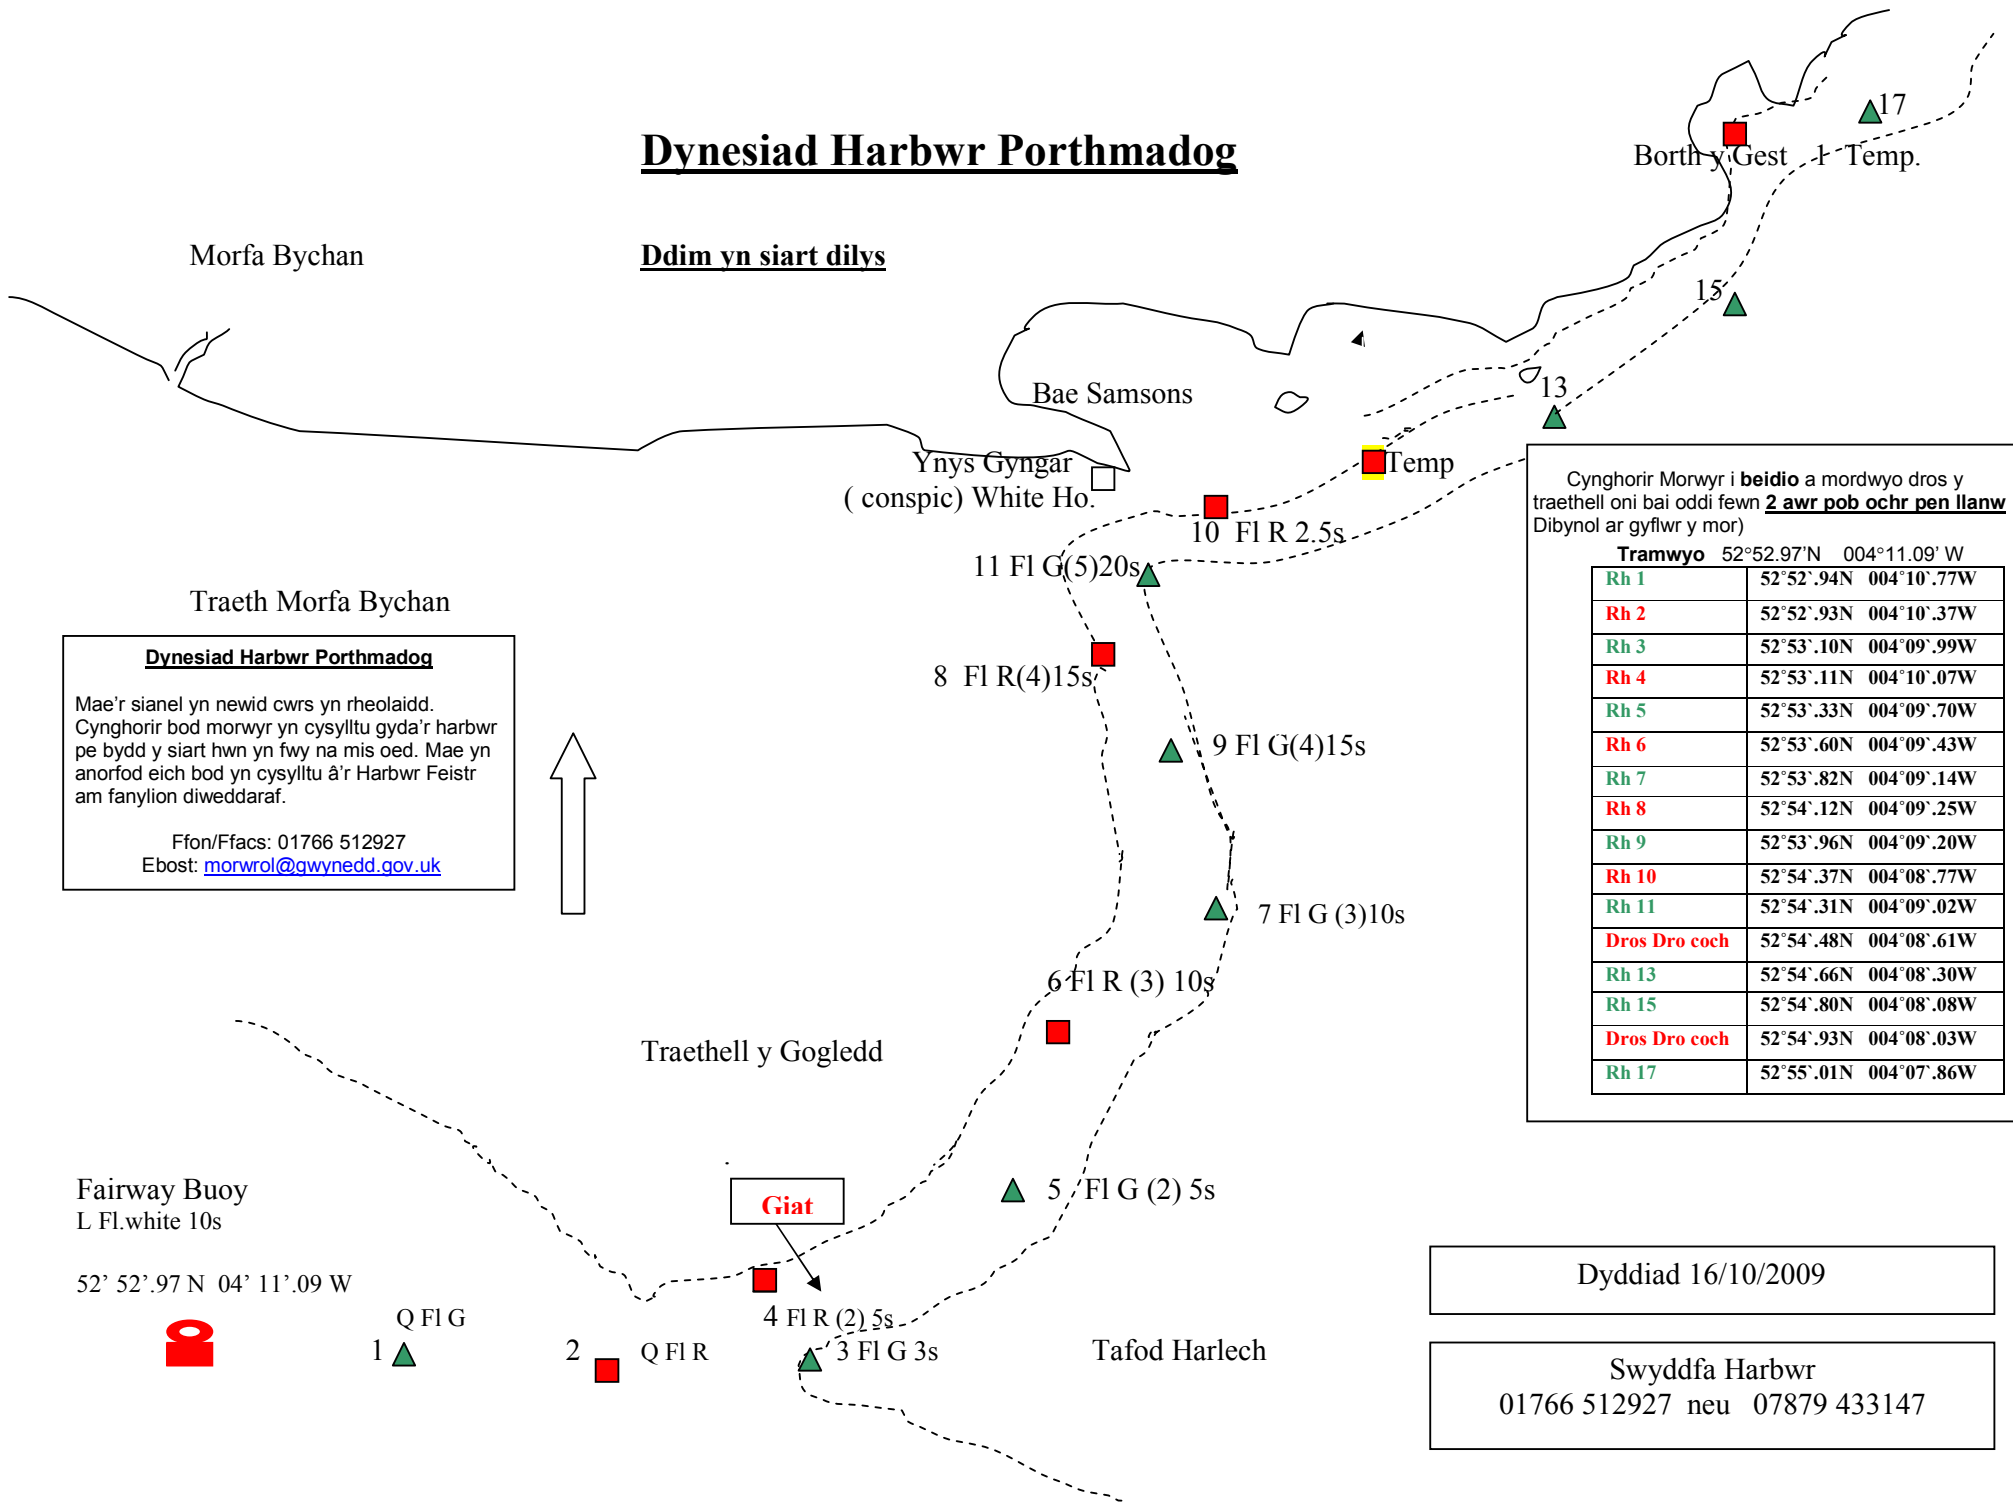 Dynesiad Harbwr Porthmadog
Ddim yn siart dilys
Morfa Bychan
17
Borth y Gest 1 Temp.
15
13
Bae Samsons
Ynys Gyngar
( conspic) White Ho.
Temp
10 Fl R 2.5s
11 Fl G(5)20s
Traeth Morfa Bychan
8 Fl R(4)15s
9 Fl G(4)15s
7 Fl G (3)10s
6 Fl R (3) 10s
Traethell y Gogledd
5 Fl G (2) 5s
Giat
4 Fl R (2) 5s
3 Fl G 3s
Tafod Harlech
Fairway Buoy
L Fl.white 10s
52’ 52’.97 N 04’ 11’.09 W
Q Fl G
1
2 Q Fl R
Dynesiad Harbwr Porthmadog
Mae’r sianel yn newid cwrs yn rheolaidd.
Cynghorir bod morwyr yn cysylltu gyda’r harbwr
pe bydd y siart hwn yn fwy na mis oed. Mae yn
anorfod eich bod yn cysylltu â’r Harbwr Feistr
am fanylion diweddaraf.
Ffon/Ffacs: 01766 512927
Ebost: morwrol@gwynedd.gov.uk
Cynghorir Morwyr i beidio a mordwyo dros y
traethell oni bai oddi fewn 2 awr pob ochr pen llanw
Dibynol ar gyflwr y mor)
Tramwyo 52°52.97’N 004°11.09’ W
Rh 1 52˚52`.94N 004˚10`.77W
Rh 2 52˚52`.93N 004˚10`.37W
Rh 3 52˚53`.10N 004˚09`.99W
Rh 4 52˚53`.11N 004˚10`.07W
Rh 5 52˚53`.33N 004˚09`.70W
Rh 6 52˚53`.60N 004˚09`.43W
Rh 7 52˚53`.82N 004˚09`.14W
Rh 8 52˚54`.12N 004˚09`.25W
Rh 9 52˚53`.96N 004˚09`.20W
Rh 10 52˚54`.37N 004˚08`.77W
Rh 11 52˚54`.31N 004˚09`.02W
Dros Dro coch 52˚54`.48N 004˚08`.61W
Rh 13 52˚54`.66N 004˚08`.30W
Rh 15 52˚54`.80N 004˚08`.08W
Dros Dro coch 52˚54`.93N 004˚08`.03W
Rh 17 52˚55`.01N 004˚07`.86W
Dyddiad 16/10/2009
Swyddfa Harbwr
01766 512927 neu 07879 433147